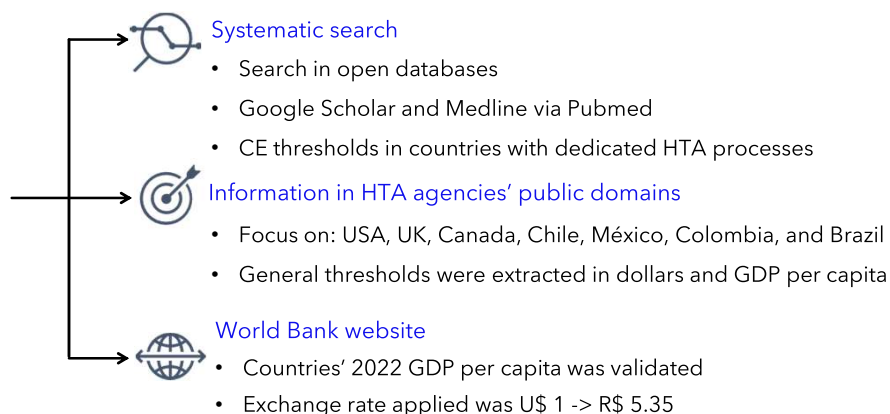 Systematic search
• Search in open databases
• Google Scholar and Medline via Pubmed
• CE thresholds in countries with dedicated HTA processes
Information in HTA agencies’ public domains
• Focus on: USA, UK, Canada, Chile, México, Colombia, and Brazil
• General thresholds were extracted in dollars and GDP per capita
World Bank website
• Countries’ 2022 GDP per capita was validated
• Exchange rate applied was U$ 1 -> R$ 5.35